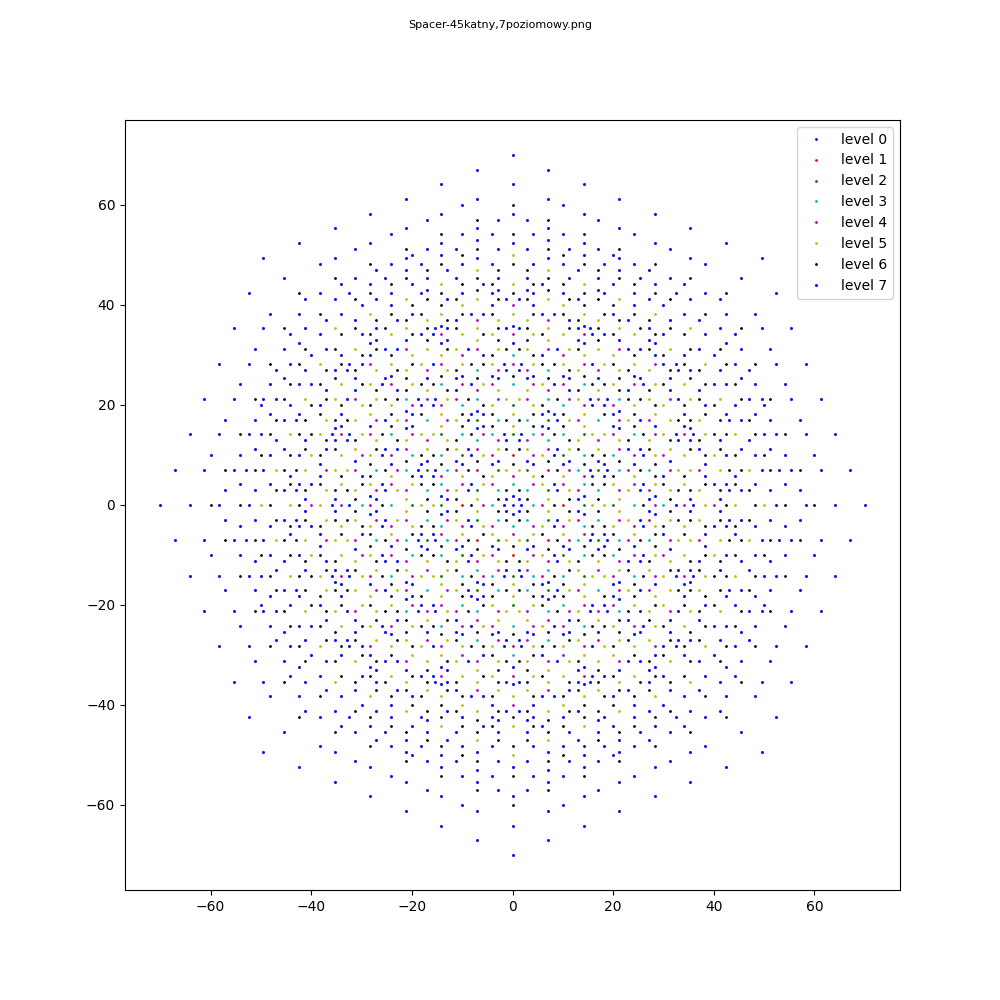 Spacer-45katny,7poziomowy.png
level 0
level 1
level 2
level 3
level 4
level 5
level 6
level 7
60
40
20
0
−20
−40
−60
−60 −40 −20 0 20 40 60